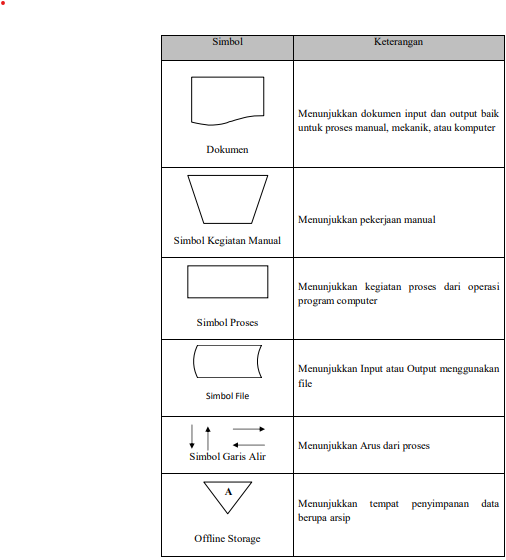 Simbol
Keterangan
Dokumen
Menunjukkan dokumen input dan output baik
untuk proses manual, mekanik, atau komputer
Simbol Kegiatan Manual
Menunjukkan pekerjaan manual
Simbol Proses
Menunjukkan kegiatan proses dari operasi
program computer
Simbol File
Menunjukkan Input atau Output menggunakan
file
Simbol Garis Alir
Menunjukkan Arus dari proses
A
Offline Storage
Menunjukkan tempat penyimpanan data
berupa arsip